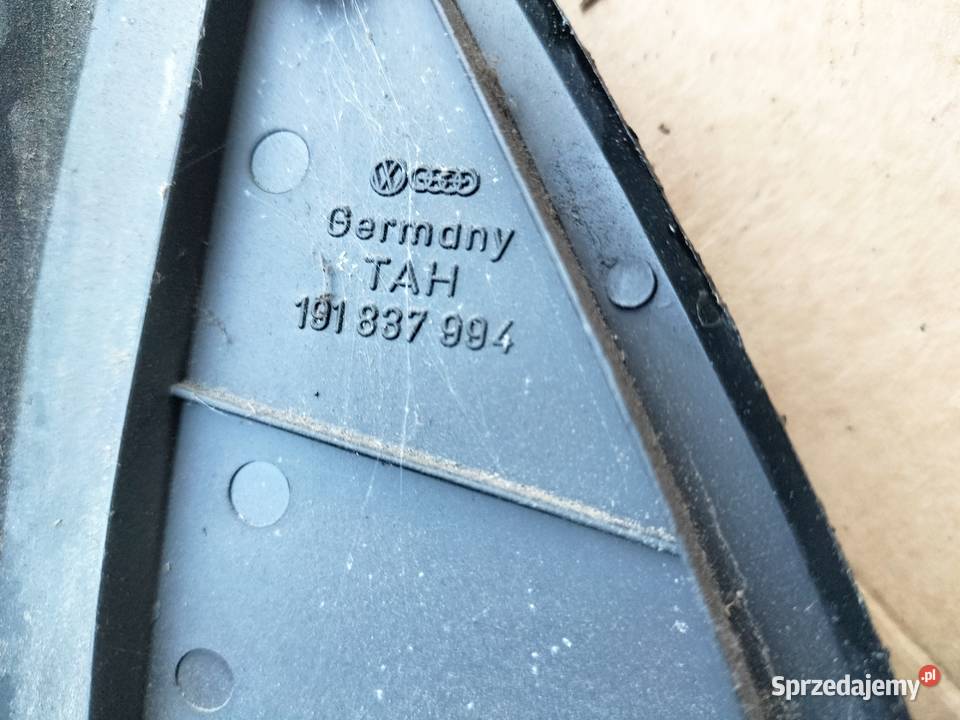 Germany
TAH
191 837 994
Sprzedajemy.pl